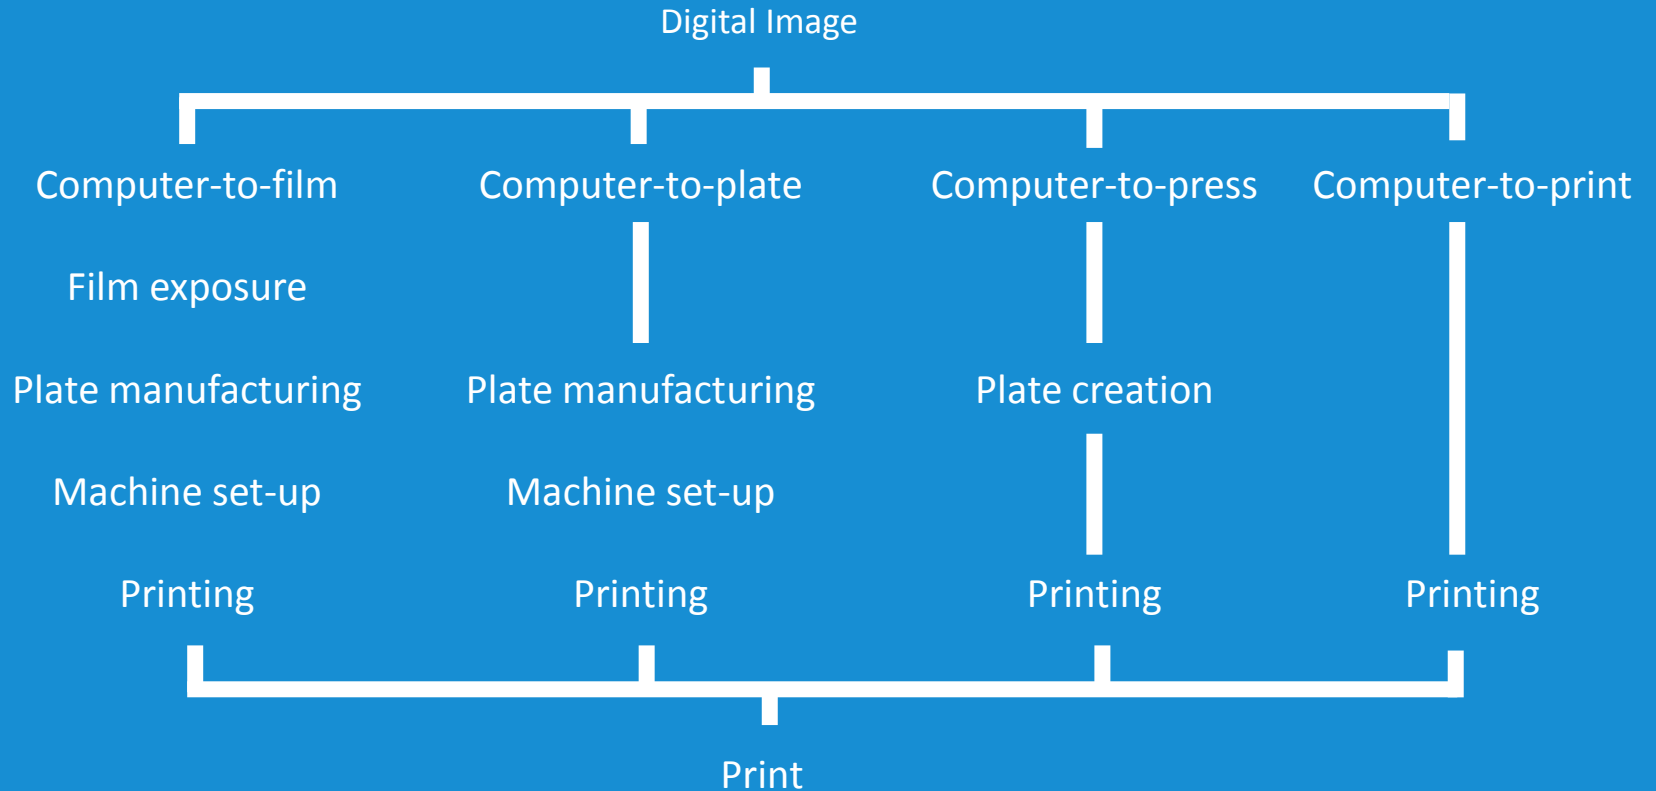 Digital Image
Computer-to-film Computer-to-plate Computer-to-press Computer-to-print
Film exposure
Plate manufacturing Plate manufacturing Plate creation
Machine set-up Machine set-up
Printing Printing Printing Printing
Print